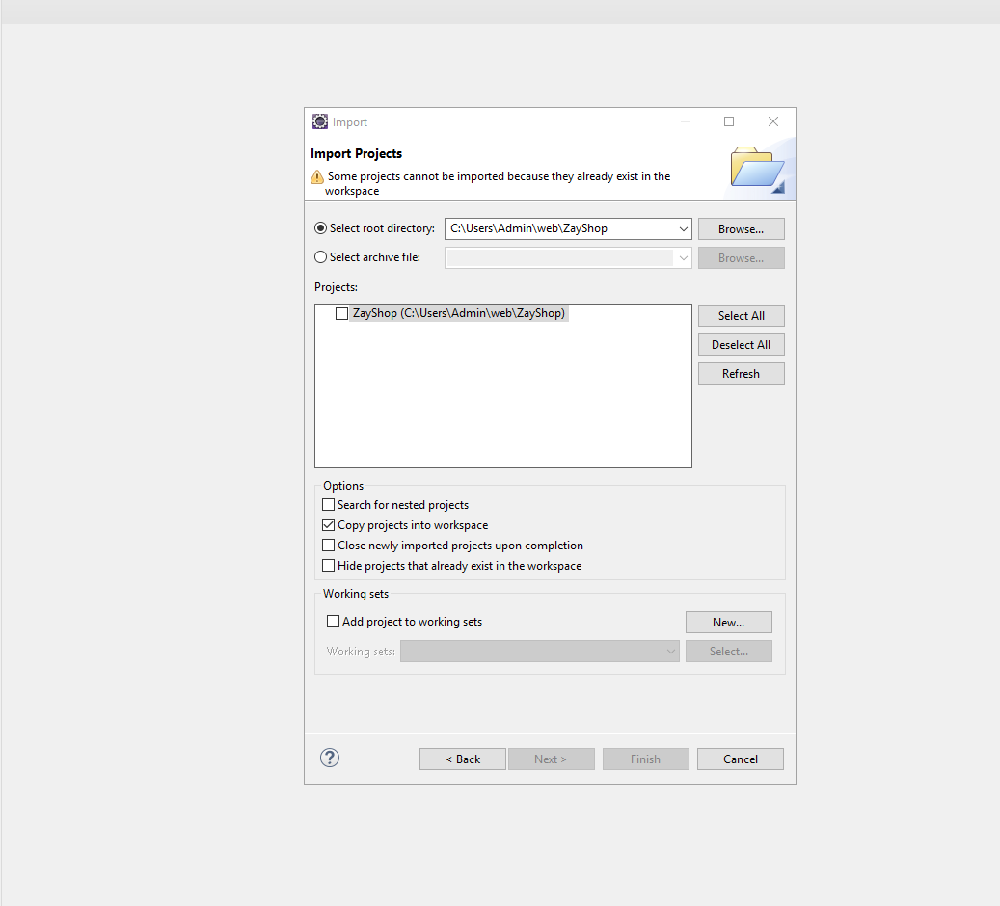 Import
Import Projects
Some projects cannot be imported because they already exist in the
workspace
Select root directory: C:\Users\Admin\web\ZayShop Browse...
Select archive file: Browse...
Projects:
ZayShop (C:\Users\Admin\web\ZayShop) Select All
Deselect All
Refresh
Options
Search for nested projects
Copy projects into workspace
Close newly imported projects upon completion
Hide projects that already exist in the workspace
Working sets
Add project to working sets New...
Working sets: Select...
? < Back Next > Finish Cancel